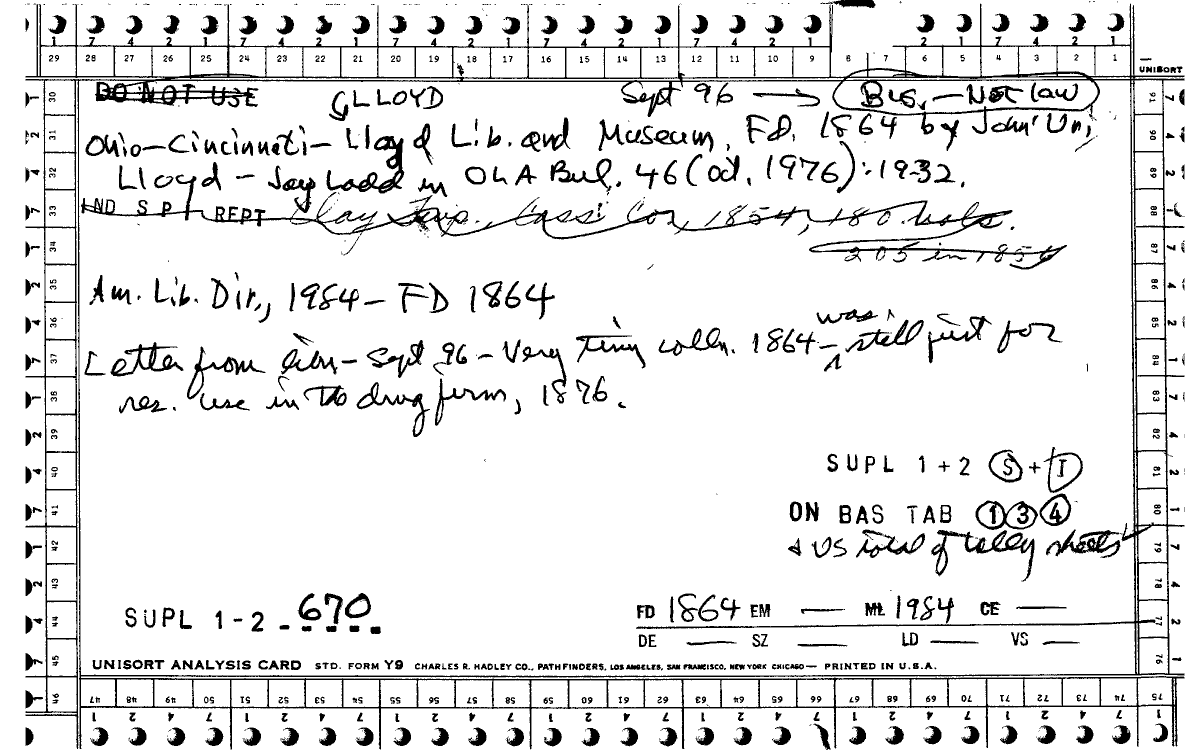 7 4 2 1 7 4 2 1 7 4 2 1 7 4 2 1 7 4 2 1 7 2 1 7 4 2 1
29 28 27 26 25 24 23 22 21 20 19 18 17 16 15 14 13 12 11 10 9 8 7 6 5 4 3 2 1
UNISORT
DO NOT USE GLLOYD Sept 96 → Bus. – Not law
Ohio–Cincinnati– Lloyd Lib. and Museum, FD. 1864 by John Uri
Lloyd – Jay Ladd in OLA Bul. 46 (Oct. 1976): 19-32.
IND S P I REPT Clay Twp., Cass Co., 1854, 180 vols.
205 in 1856
Am. Lib. Dir., 1984– FD 1864
was
Letter from libn– Sept 96 – Very tiny colln. 1864– still just for
res. use in the drug firm, 1876.
SUPL 1+2 S + I
ON BAS TAB 1 3 4
+ US total of tally sheets
SUPL 1-2 670
FD 1864 EM — ML 1984 CE —
DE — SZ — LD — VS —
UNISORT ANALYSIS CARD STD. FORM Y9 CHARLES R. HADLEY CO., PATHFINDERS, LOS ANGELES, SAN FRANCISCO, NEW YORK CHICAGO — PRINTED IN U.S.A.
30 31 32 33 34 35 36 37 38 39 40 41 42 43 44 45 46
91 90 89 88 87 86 85 84 83 82 81 80 79 78 77 76 75
47 48 49 50 51 52 53 54 55 56 57 58 59 60 61 62 63 64 65 66 67 68 69 70 71 72 73 74
1 2 4 7 1 2 4 7 1 2 4 7 1 2 4 7 1 2 4 7 1 2 4 7 1 2 4 7 1